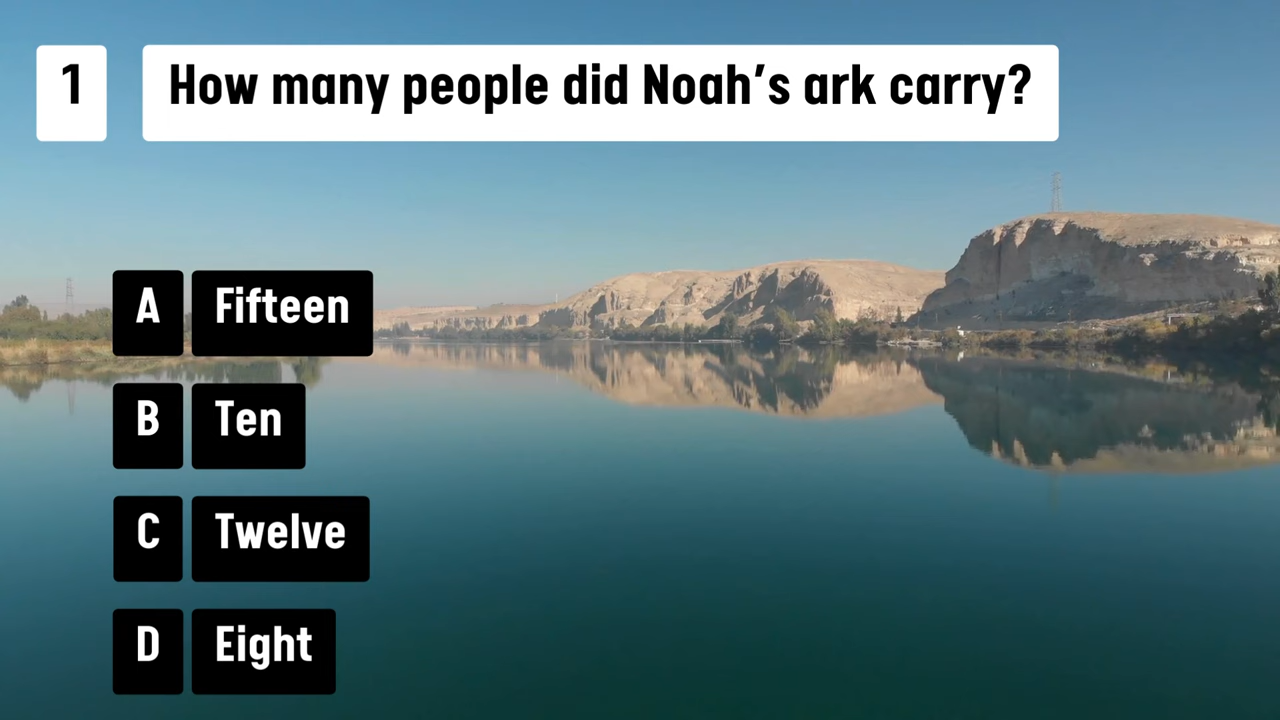 1 How many people did Noah's ark carry?
A Fifteen
B Ten
C Twelve
D Eight